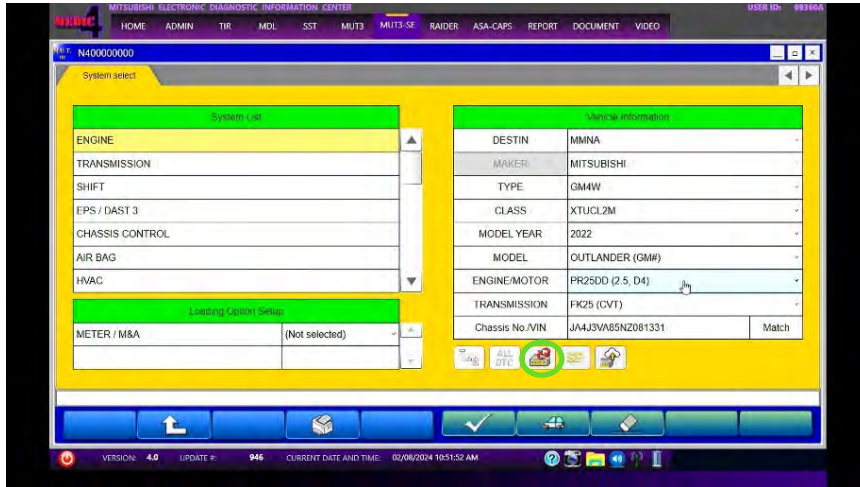 MITSUBISHI ELECTRONIC DIAGNOSTIC INFORMATION CENTER USER ID: 99360A
MEDIC HOME ADMIN TIR MDL SST MUT3 MUT3-SE RAIDER ASA-CAPS REPORT DOCUMENT VIDEO
N400000000
System select
System List
ENGINE
TRANSMISSION
SHIFT
EPS / DAST 3
CHASSIS CONTROL
AIR BAG
HVAC
Loading Option Setup
METER / M&A (Not selected)
Vehicle Information
DESTIN MMNA
MAKER MITSUBISHI
TYPE GM4W
CLASS XTUCL2M
MODEL YEAR 2022
MODEL OUTLANDER (GM#)
ENGINE/MOTOR PR25DD (2.5, D4)
TRANSMISSION FK25 (CVT)
Chassis No./VIN JA4J3VA85NZ081331 Match
ALL
DTC
VERSION: 4.0 UPDATE #: 946 CURRENT DATE AND TIME: 02/08/2024 10:51:52 AM